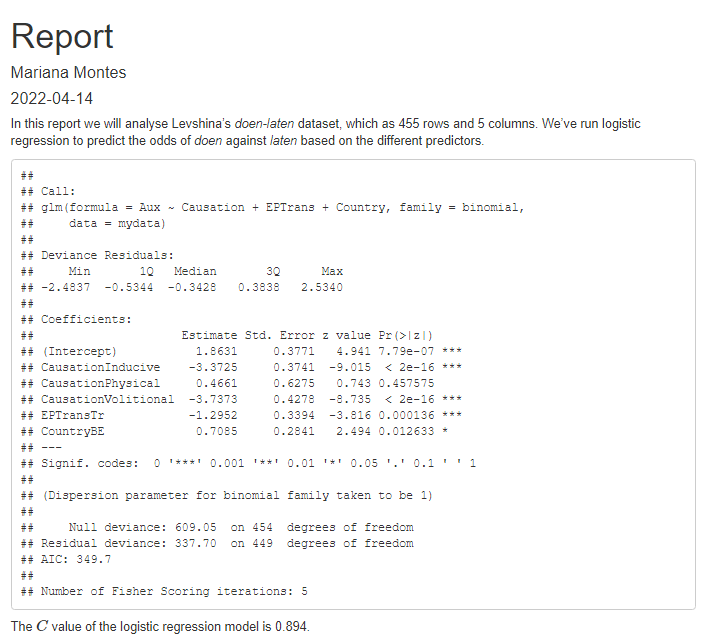 Report
Mariana Montes
2022-04-14
In this report we will analyse Levshina's doen-laten dataset, which as 455 rows and 5 columns. We've run logistic
regression to predict the odds of doen against laten based on the different predictors.
##
## Call:
## glm(formula = Aux ~ Causation + EPTrans + Country, family = binomial,
##     data = mydata)
##
## Deviance Residuals:
##     Min       1Q   Median       3Q      Max
## -2.4837  -0.5344  -0.3428   0.3838   2.5340
##
## Coefficients:
##                     Estimate Std. Error z value Pr(>|z|)
## (Intercept)           1.8631     0.3771   4.941 7.79e-07 ***
## CausationInducive    -3.3725     0.3741  -9.015  < 2e-16 ***
## CausationPhysical     0.4661     0.6275   0.743 0.457575
## CausationVolitional  -3.7373     0.4278  -8.735  < 2e-16 ***
## EPTransTr            -1.2952     0.3394  -3.816 0.000136 ***
## CountryBE             0.7085     0.2841   2.494 0.012633 *
## ---
## Signif. codes:  0 '***' 0.001 '**' 0.01 '*' 0.05 '.' 0.1 ' ' 1
##
## (Dispersion parameter for binomial family taken to be 1)
##
##     Null deviance: 609.05  on 454  degrees of freedom
## Residual deviance: 337.70  on 449  degrees of freedom
## AIC: 349.7
##
## Number of Fisher Scoring iterations: 5
The C value of the logistic regression model is 0.894.